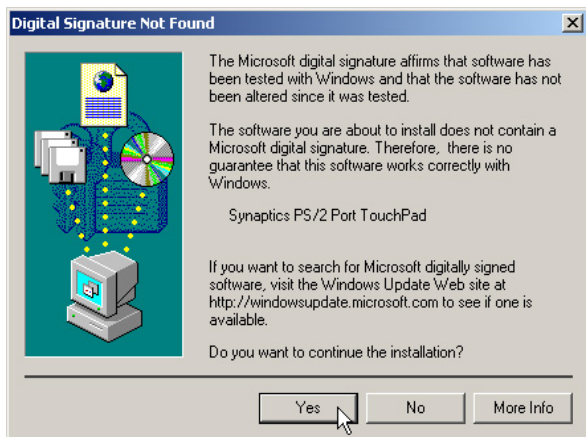 Digital Signature Not Found
The Microsoft digital signature affirms that software has
been tested with Windows and that the software has not
been altered since it was tested.
The software you are about to install does not contain a
Microsoft digital signature. Therefore, there is no
guarantee that this software works correctly with
Windows.
Synaptics PS/2 Port TouchPad
If you want to search for Microsoft digitally signed
software, visit the Windows Update Web site at
http://windowsupdate.microsoft.com to see if one is
available.
Do you want to continue the installation?
Yes No More Info